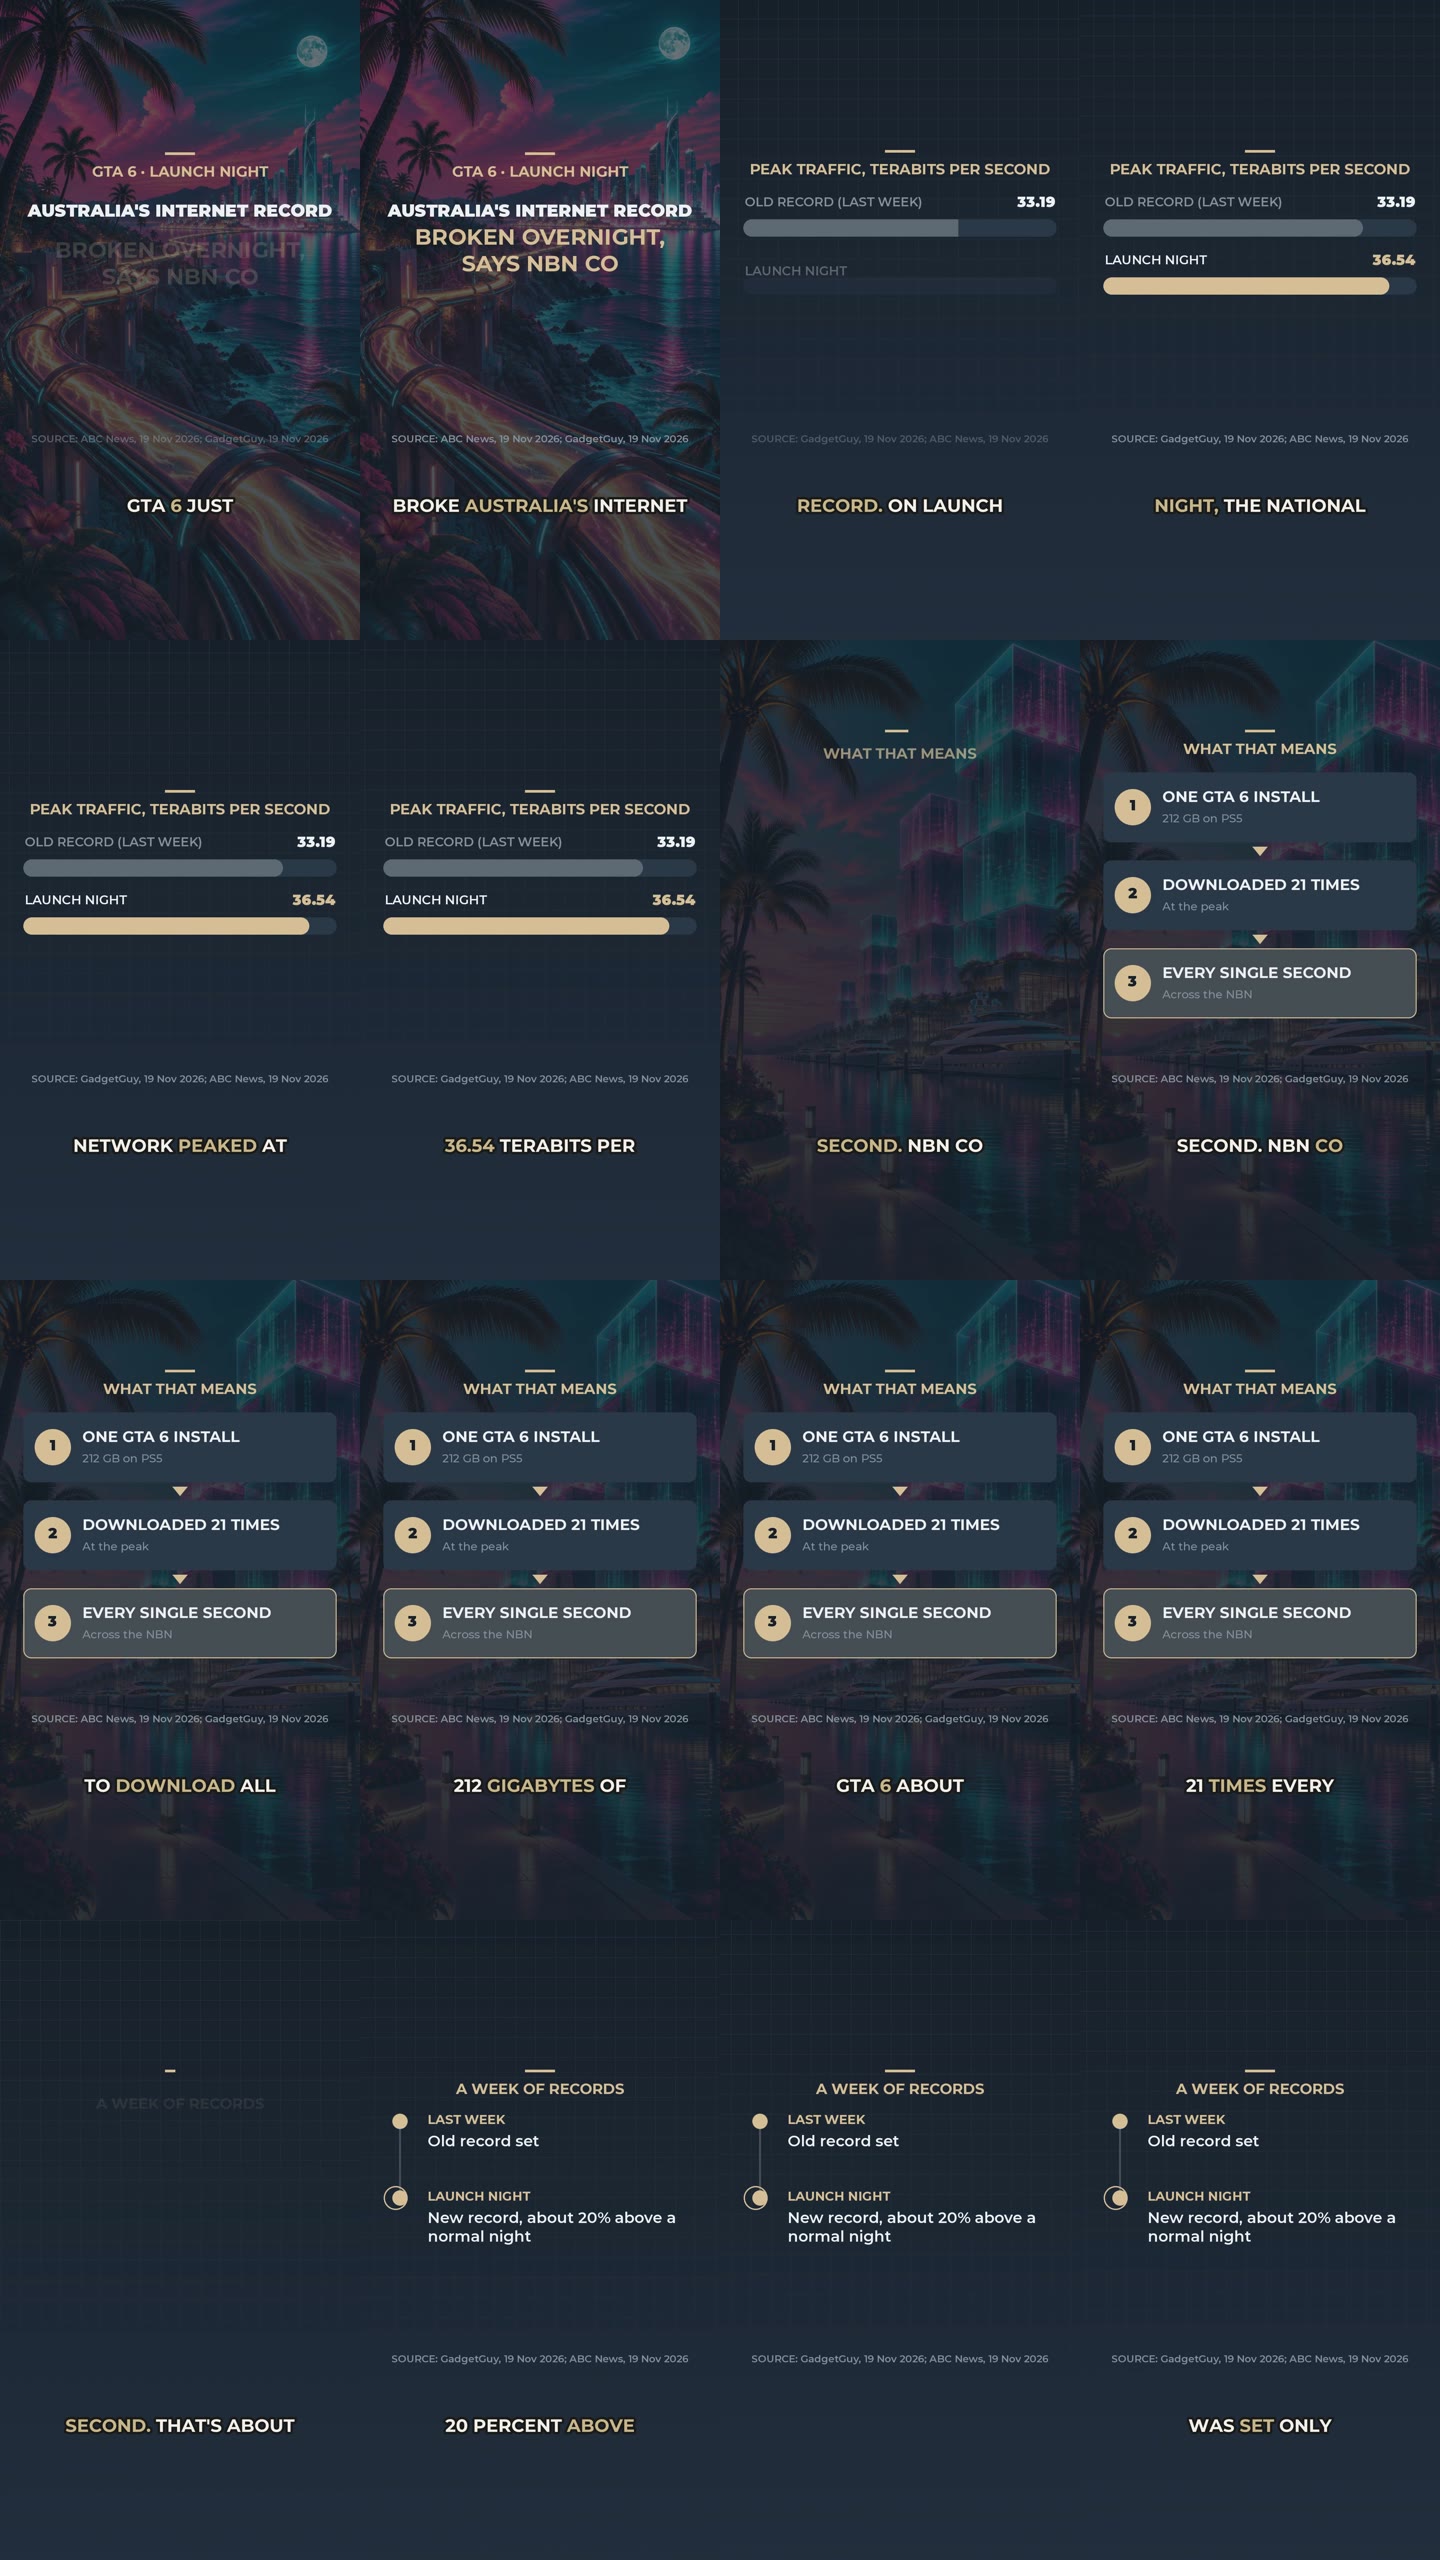 GTA 6 · LAUNCH NIGHT
AUSTRALIA'S INTERNET RECORD
BROKEN OVERNIGHT,
SAYS NBN CO
SOURCE: ABC News, 19 Nov 2026; GadgetGuy, 19 Nov 2026
GTA 6 JUST
GTA 6 · LAUNCH NIGHT
AUSTRALIA'S INTERNET RECORD
BROKEN OVERNIGHT,
SAYS NBN CO
SOURCE: ABC News, 19 Nov 2026; GadgetGuy, 19 Nov 2026
BROKE AUSTRALIA'S INTERNET
PEAK TRAFFIC, TERABITS PER SECOND
OLD RECORD (LAST WEEK) 33.19
LAUNCH NIGHT
SOURCE: GadgetGuy, 19 Nov 2026; ABC News, 19 Nov 2026
RECORD. ON LAUNCH
PEAK TRAFFIC, TERABITS PER SECOND
OLD RECORD (LAST WEEK) 33.19
LAUNCH NIGHT 36.54
SOURCE: GadgetGuy, 19 Nov 2026; ABC News, 19 Nov 2026
NIGHT, THE NATIONAL
PEAK TRAFFIC, TERABITS PER SECOND
OLD RECORD (LAST WEEK) 33.19
LAUNCH NIGHT 36.54
SOURCE: GadgetGuy, 19 Nov 2026; ABC News, 19 Nov 2026
NETWORK PEAKED AT
PEAK TRAFFIC, TERABITS PER SECOND
OLD RECORD (LAST WEEK) 33.19
LAUNCH NIGHT 36.54
SOURCE: GadgetGuy, 19 Nov 2026; ABC News, 19 Nov 2026
36.54 TERABITS PER
WHAT THAT MEANS
SECOND. NBN CO
WHAT THAT MEANS
1 ONE GTA 6 INSTALL
212 GB on PS5
2 DOWNLOADED 21 TIMES
At the peak
3 EVERY SINGLE SECOND
Across the NBN
SOURCE: ABC News, 19 Nov 2026; GadgetGuy, 19 Nov 2026
SECOND. NBN CO
WHAT THAT MEANS
1 ONE GTA 6 INSTALL
212 GB on PS5
2 DOWNLOADED 21 TIMES
At the peak
3 EVERY SINGLE SECOND
Across the NBN
SOURCE: ABC News, 19 Nov 2026; GadgetGuy, 19 Nov 2026
TO DOWNLOAD ALL
WHAT THAT MEANS
1 ONE GTA 6 INSTALL
212 GB on PS5
2 DOWNLOADED 21 TIMES
At the peak
3 EVERY SINGLE SECOND
Across the NBN
SOURCE: ABC News, 19 Nov 2026; GadgetGuy, 19 Nov 2026
212 GIGABYTES OF
WHAT THAT MEANS
1 ONE GTA 6 INSTALL
212 GB on PS5
2 DOWNLOADED 21 TIMES
At the peak
3 EVERY SINGLE SECOND
Across the NBN
SOURCE: ABC News, 19 Nov 2026; GadgetGuy, 19 Nov 2026
GTA 6 ABOUT
WHAT THAT MEANS
1 ONE GTA 6 INSTALL
212 GB on PS5
2 DOWNLOADED 21 TIMES
At the peak
3 EVERY SINGLE SECOND
Across the NBN
SOURCE: ABC News, 19 Nov 2026; GadgetGuy, 19 Nov 2026
21 TIMES EVERY
A WEEK OF RECORDS
SECOND. THAT'S ABOUT
A WEEK OF RECORDS
LAST WEEK
Old record set
LAUNCH NIGHT
New record, about 20% above a
normal night
SOURCE: GadgetGuy, 19 Nov 2026; ABC News, 19 Nov 2026
20 PERCENT ABOVE
A WEEK OF RECORDS
LAST WEEK
Old record set
LAUNCH NIGHT
New record, about 20% above a
normal night
SOURCE: GadgetGuy, 19 Nov 2026; ABC News, 19 Nov 2026
A WEEK OF RECORDS
LAST WEEK
Old record set
LAUNCH NIGHT
New record, about 20% above a
normal night
SOURCE: GadgetGuy, 19 Nov 2026; ABC News, 19 Nov 2026
WAS SET ONLY